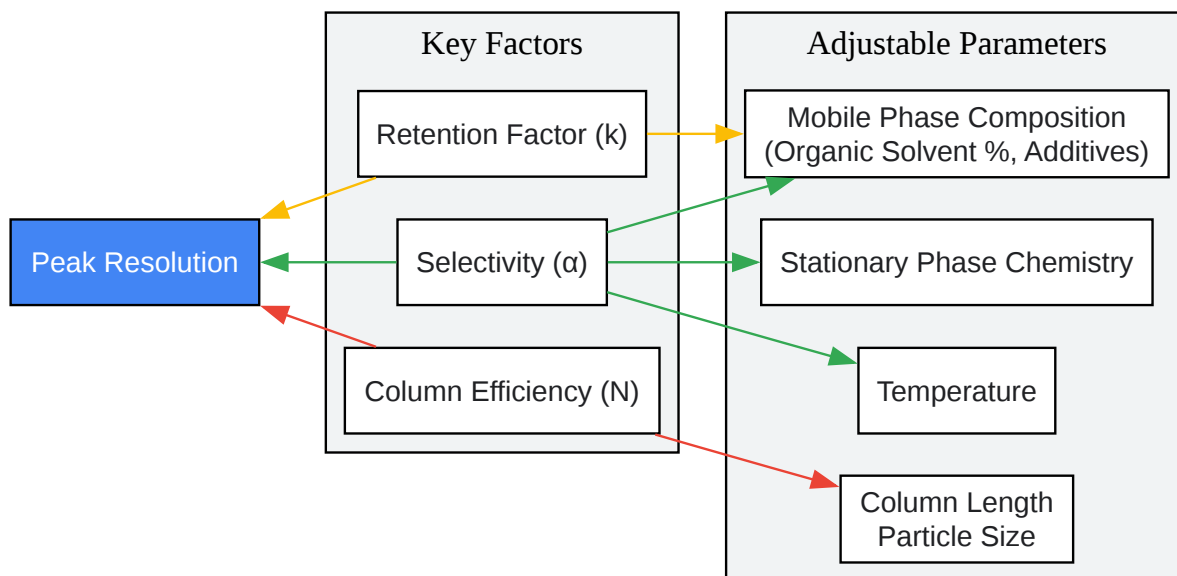 Key Factors
Adjustable Parameters
Peak Resolution
Retention Factor (k)
Selectivity (α)
Column Efficiency (N)
Mobile Phase Composition
(Organic Solvent %, Additives)
Stationary Phase Chemistry
Temperature
Column Length
Particle Size